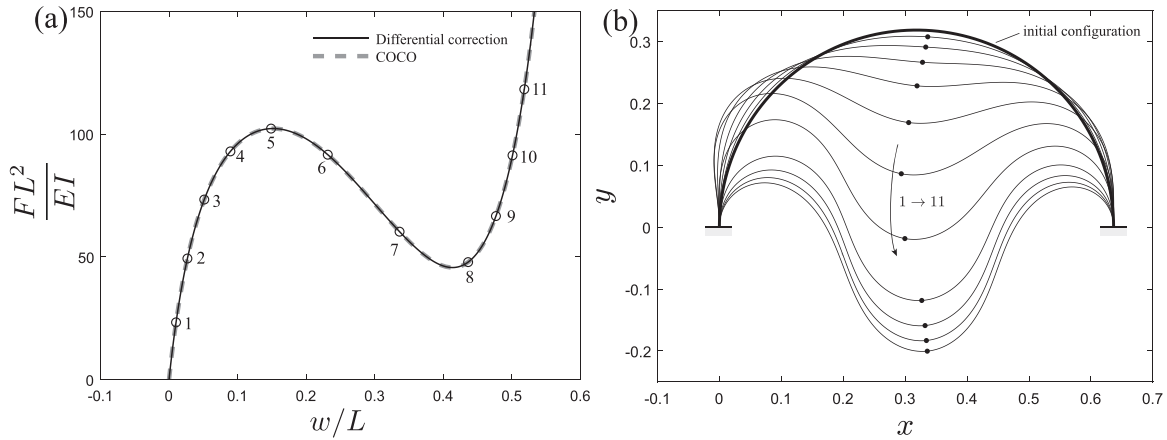 (a)
150
100
50
0
-0.1 0 0.1 0.2 0.3 0.4 0.5 0.6
FL²/EI
w/L
Differential correction
COCO
1
2
3
4
5
6
7
8
9
10
11
(b)
0.3
0.2
0.1
0
-0.1
-0.2
-0.1 0 0.1 0.2 0.3 0.4 0.5 0.6 0.7
y
x
initial configuration
1 → 11